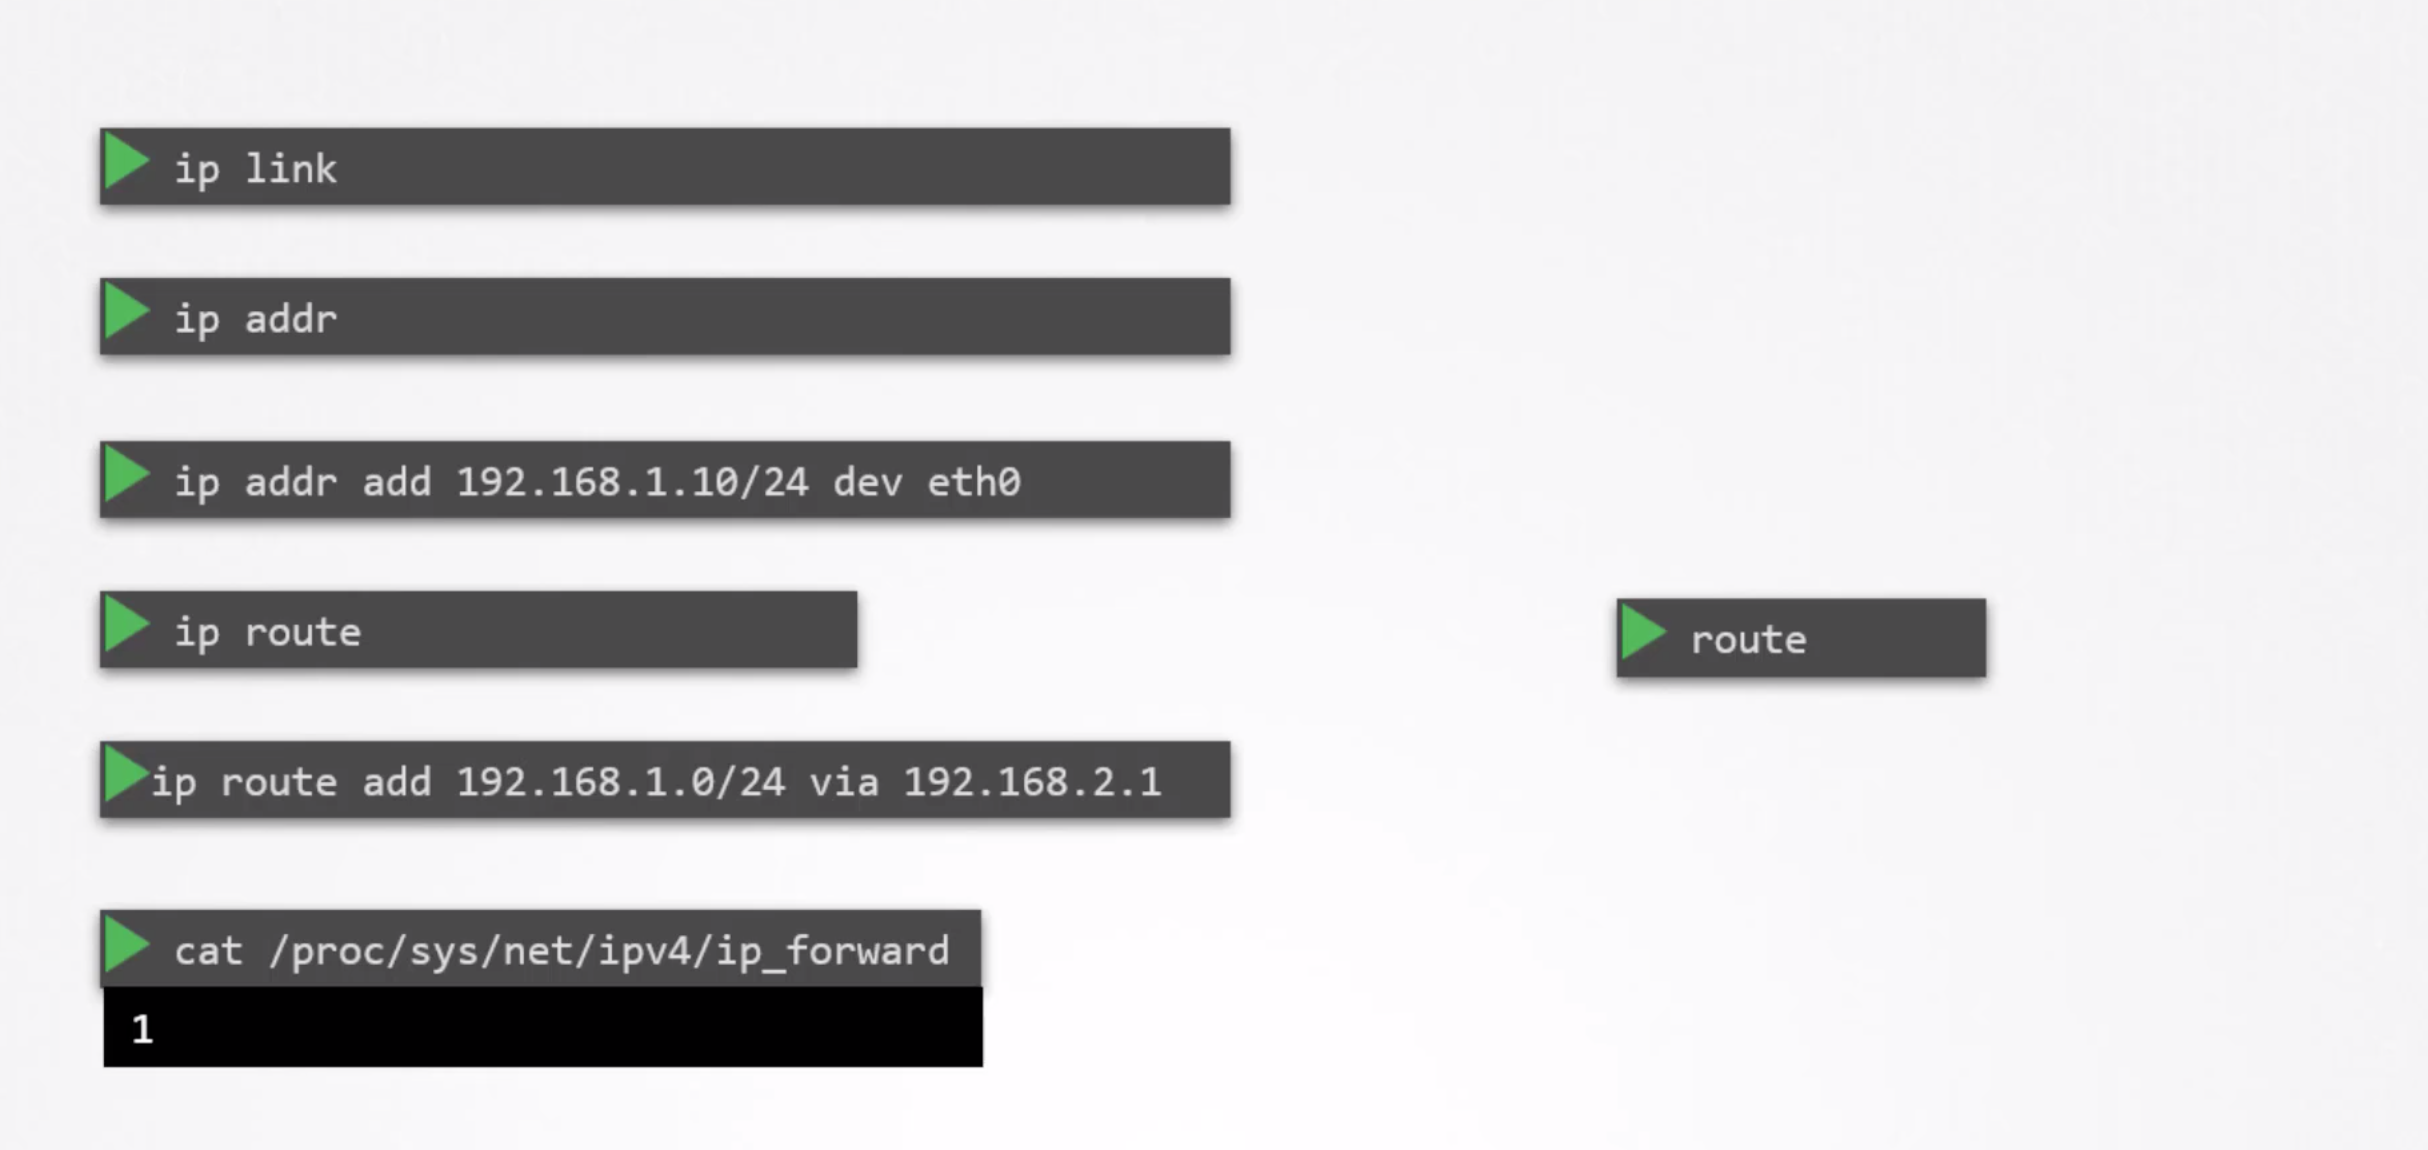 ip link
ip addr
ip addr add 192.168.1.10/24 dev eth0
ip route
route
ip route add 192.168.1.0/24 via 192.168.2.1
cat /proc/sys/net/ipv4/ip_forward
1